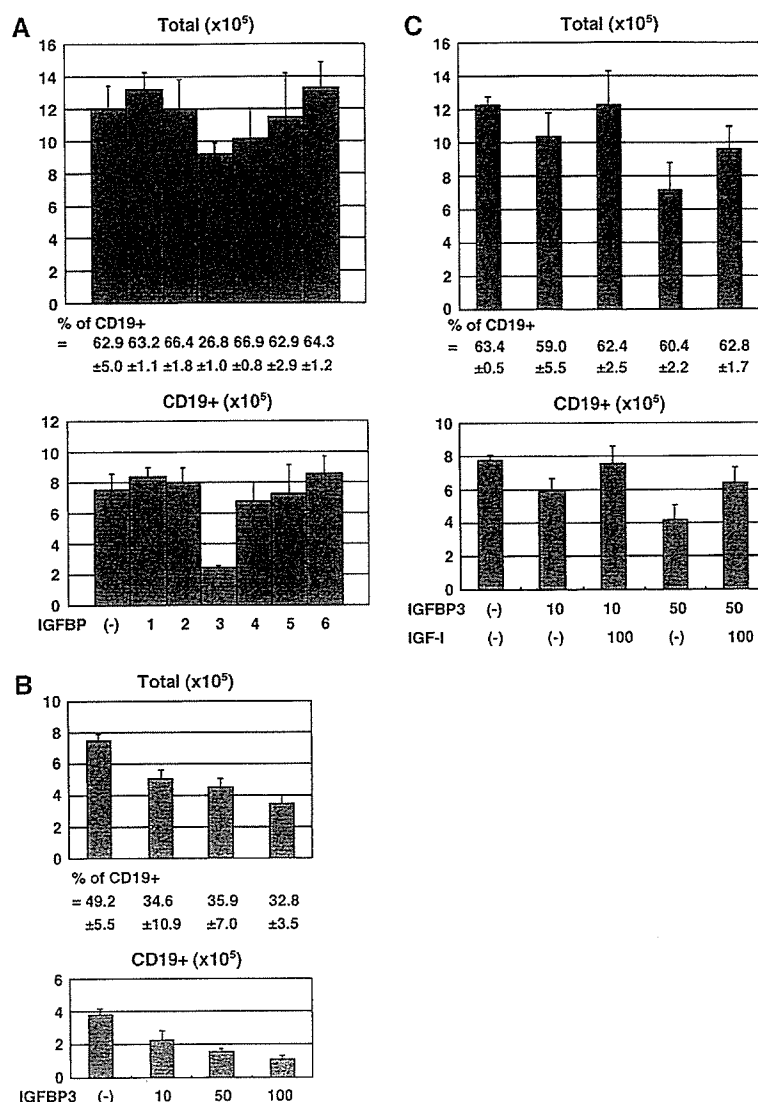 A
Total (x10⁵)
16
14
12
10
8
6
4
2
0
% of CD19+
= 62.9 63.2 66.4 26.8 66.9 62.9 64.3
±5.0 ±1.1 ±1.8 ±1.0 ±0.8 ±2.9 ±1.2
CD19+ (x10⁵)
12
10
8
6
4
2
0
IGFBP (-) 1 2 3 4 5 6
B
Total (x10⁵)
10
8
6
4
2
0
% of CD19+
= 49.2 34.6 35.9 32.8
±5.5 ±10.9 ±7.0 ±3.5
CD19+ (x10⁵)
6
4
2
0
IGFBP3 (-) 10 50 100
C
Total (x10⁵)
16
14
12
10
8
6
4
2
0
% of CD19+
= 63.4 59.0 62.4 60.4 62.8
±0.5 ±5.5 ±2.5 ±2.2 ±1.7
CD19+ (x10⁵)
10
8
6
4
2
0
IGFBP3 (-) 10 10 50 50
IGF-I (-) (-) 100 (-) 100